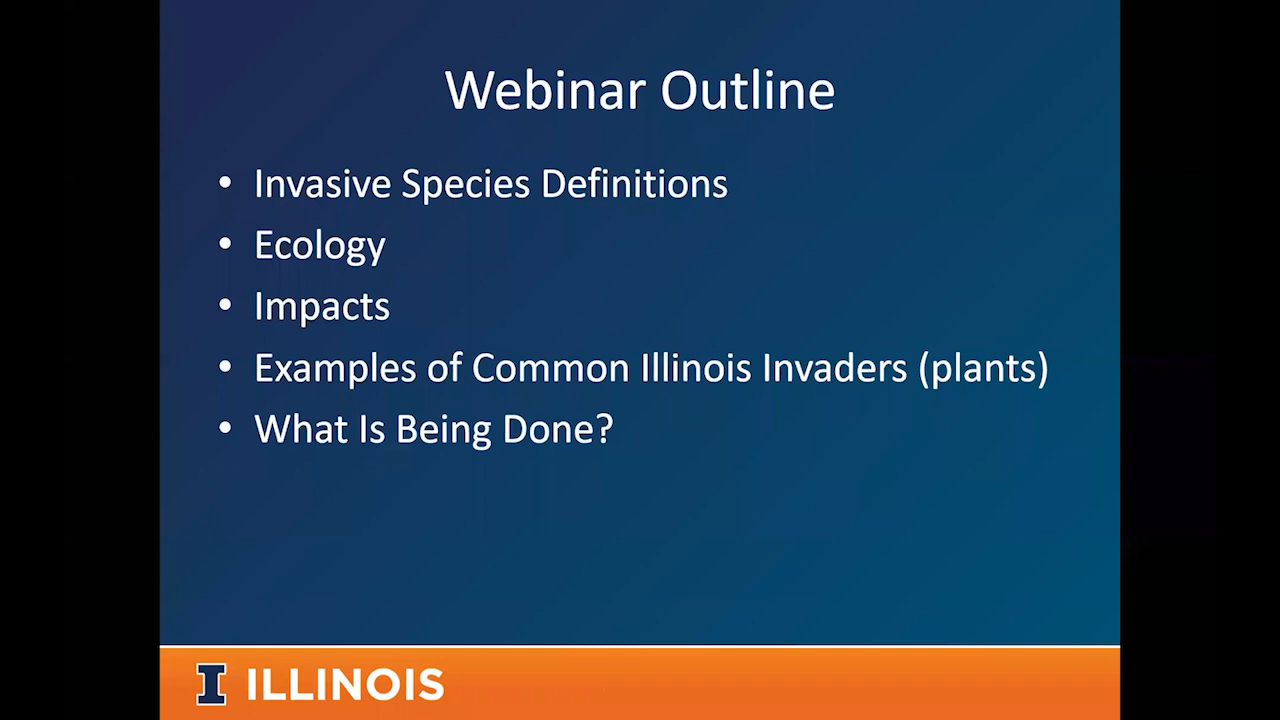 Webinar Outline
• Invasive Species Definitions
• Ecology
• Impacts
• Examples of Common Illinois Invaders (plants)
• What Is Being Done?
I ILLINOIS